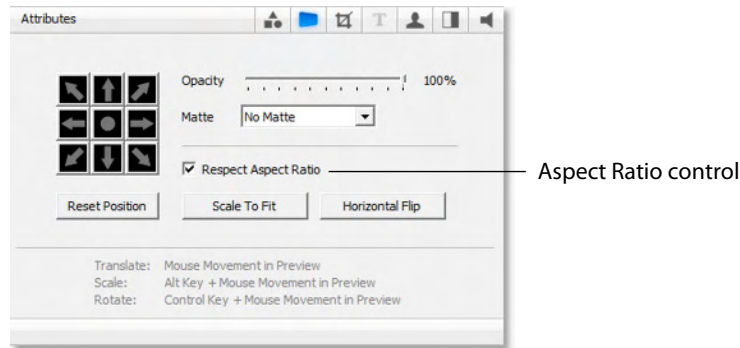 Attributes
T
Opacity 100%
Matte No Matte
Respect Aspect Ratio
Aspect Ratio control
Reset Position Scale To Fit Horizontal Flip
Translate: Mouse Movement in Preview
Scale: Alt Key + Mouse Movement in Preview
Rotate: Control Key + Mouse Movement in Preview